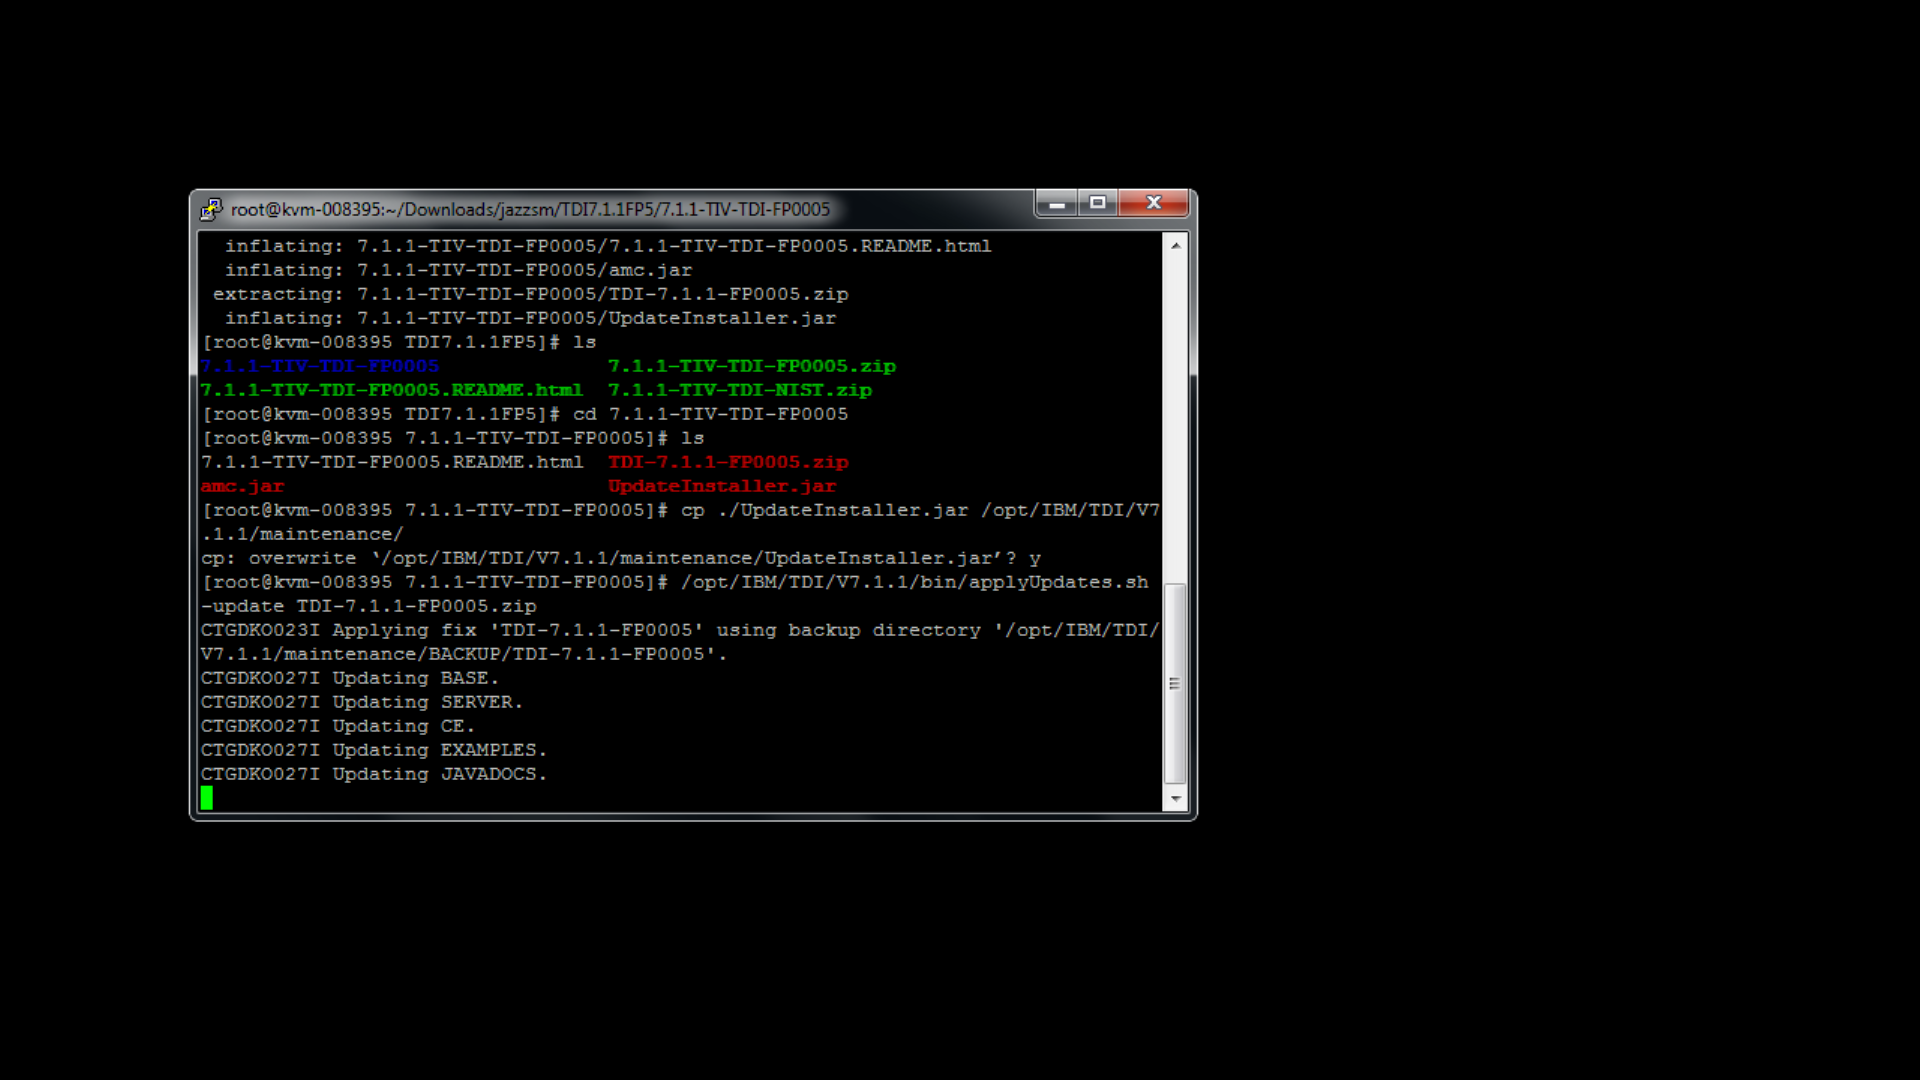 root@kvm-008395:~/Downloads/jazzsm/TDI7.1.1FP5/7.1.1-TIV-TDI-FP0005
  inflating: 7.1.1-TIV-TDI-FP0005/7.1.1-TIV-TDI-FP0005.README.html
  inflating: 7.1.1-TIV-TDI-FP0005/amc.jar
 extracting: 7.1.1-TIV-TDI-FP0005/TDI-7.1.1-FP0005.zip
  inflating: 7.1.1-TIV-TDI-FP0005/UpdateInstaller.jar
[root@kvm-008395 TDI7.1.1FP5]# ls
7.1.1-TIV-TDI-FP0005              7.1.1-TIV-TDI-FP0005.zip
7.1.1-TIV-TDI-FP0005.README.html  7.1.1-TIV-TDI-NIST.zip
[root@kvm-008395 TDI7.1.1FP5]# cd 7.1.1-TIV-TDI-FP0005
[root@kvm-008395 7.1.1-TIV-TDI-FP0005]# ls
7.1.1-TIV-TDI-FP0005.README.html  TDI-7.1.1-FP0005.zip
amc.jar                           UpdateInstaller.jar
[root@kvm-008395 7.1.1-TIV-TDI-FP0005]# cp ./UpdateInstaller.jar /opt/IBM/TDI/V7
.1.1/maintenance/
cp: overwrite ‘/opt/IBM/TDI/V7.1.1/maintenance/UpdateInstaller.jar’? y
[root@kvm-008395 7.1.1-TIV-TDI-FP0005]# /opt/IBM/TDI/V7.1.1/bin/applyUpdates.sh
-update TDI-7.1.1-FP0005.zip
CTGDKO023I Applying fix 'TDI-7.1.1-FP0005' using backup directory '/opt/IBM/TDI/
V7.1.1/maintenance/BACKUP/TDI-7.1.1-FP0005'.
CTGDKO027I Updating BASE.
CTGDKO027I Updating SERVER.
CTGDKO027I Updating CE.
CTGDKO027I Updating EXAMPLES.
CTGDKO027I Updating JAVADOCS.